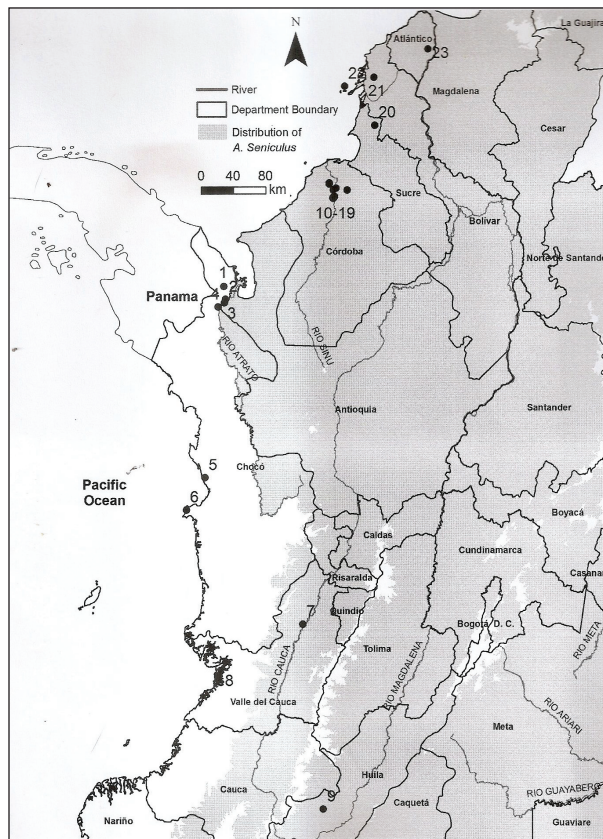 N
La Guajira
Atlántico
23
22
21
Magdalena
River
Department Boundary
Distribution of
A. Seniculus
20
Cesar
0 40 80
km
Sucre
10-19
Bolivar
Córdoba
Norte de Santander
1
2
4
3
Panama
RIO SINU
RIO ATRATO
Antioquia
Santander
5
Chocó
Pacific
Ocean
6
Boyacá
Caldas
Cundinamarca
Casanar
Risaralda
7
Quindio
Bogotá D. C.
Tolima
RIO META
RIO CAUCA
RIO MAGDALENA
8
Valle del Cauca
RIO ARIARI
Meta
Huila
Cauca
9
Caquetá
RIO GUAYABERO
Nariño
Guaviare